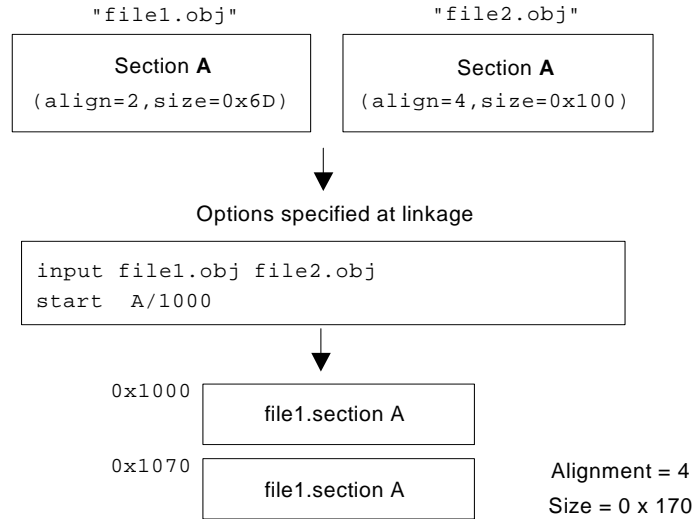 "file1.obj" "file2.obj"
Section A
(align=2,size=0x6D)
Section A
(align=4,size=0x100)
Options specified at linkage
input file1.obj file2.obj
start A/1000
0x1000
file1.section A
0x1070
file1.section A
Alignment = 4
Size = 0 x 170